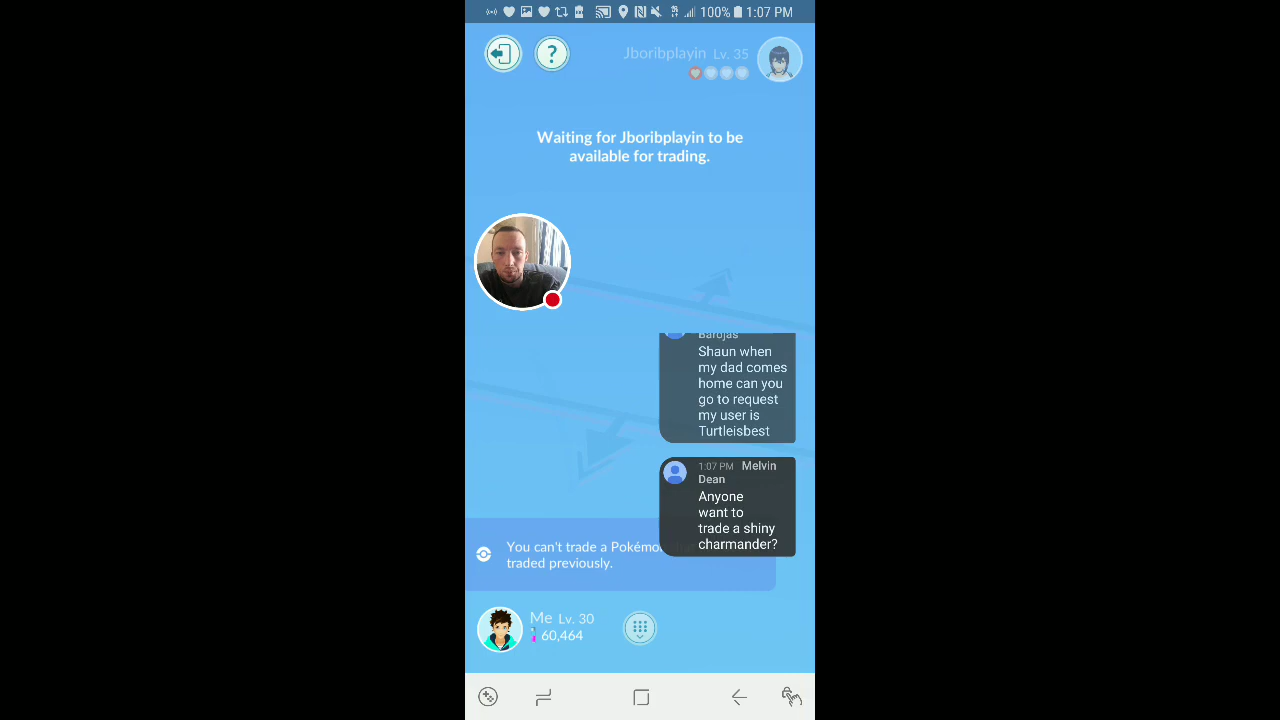 100% 1:07 PM
Jboribplayin Lv. 35
?
Waiting for Jboribplayin to be
available for trading.
Barojas
Shaun when
my dad comes
home can you
go to request
my user is
Turtleisbest
1:07 PM Melvin
Dean
Anyone
want to
trade a shiny
charmander?
You can't trade a Pokémon
traded previously.
Me Lv. 30
60,464